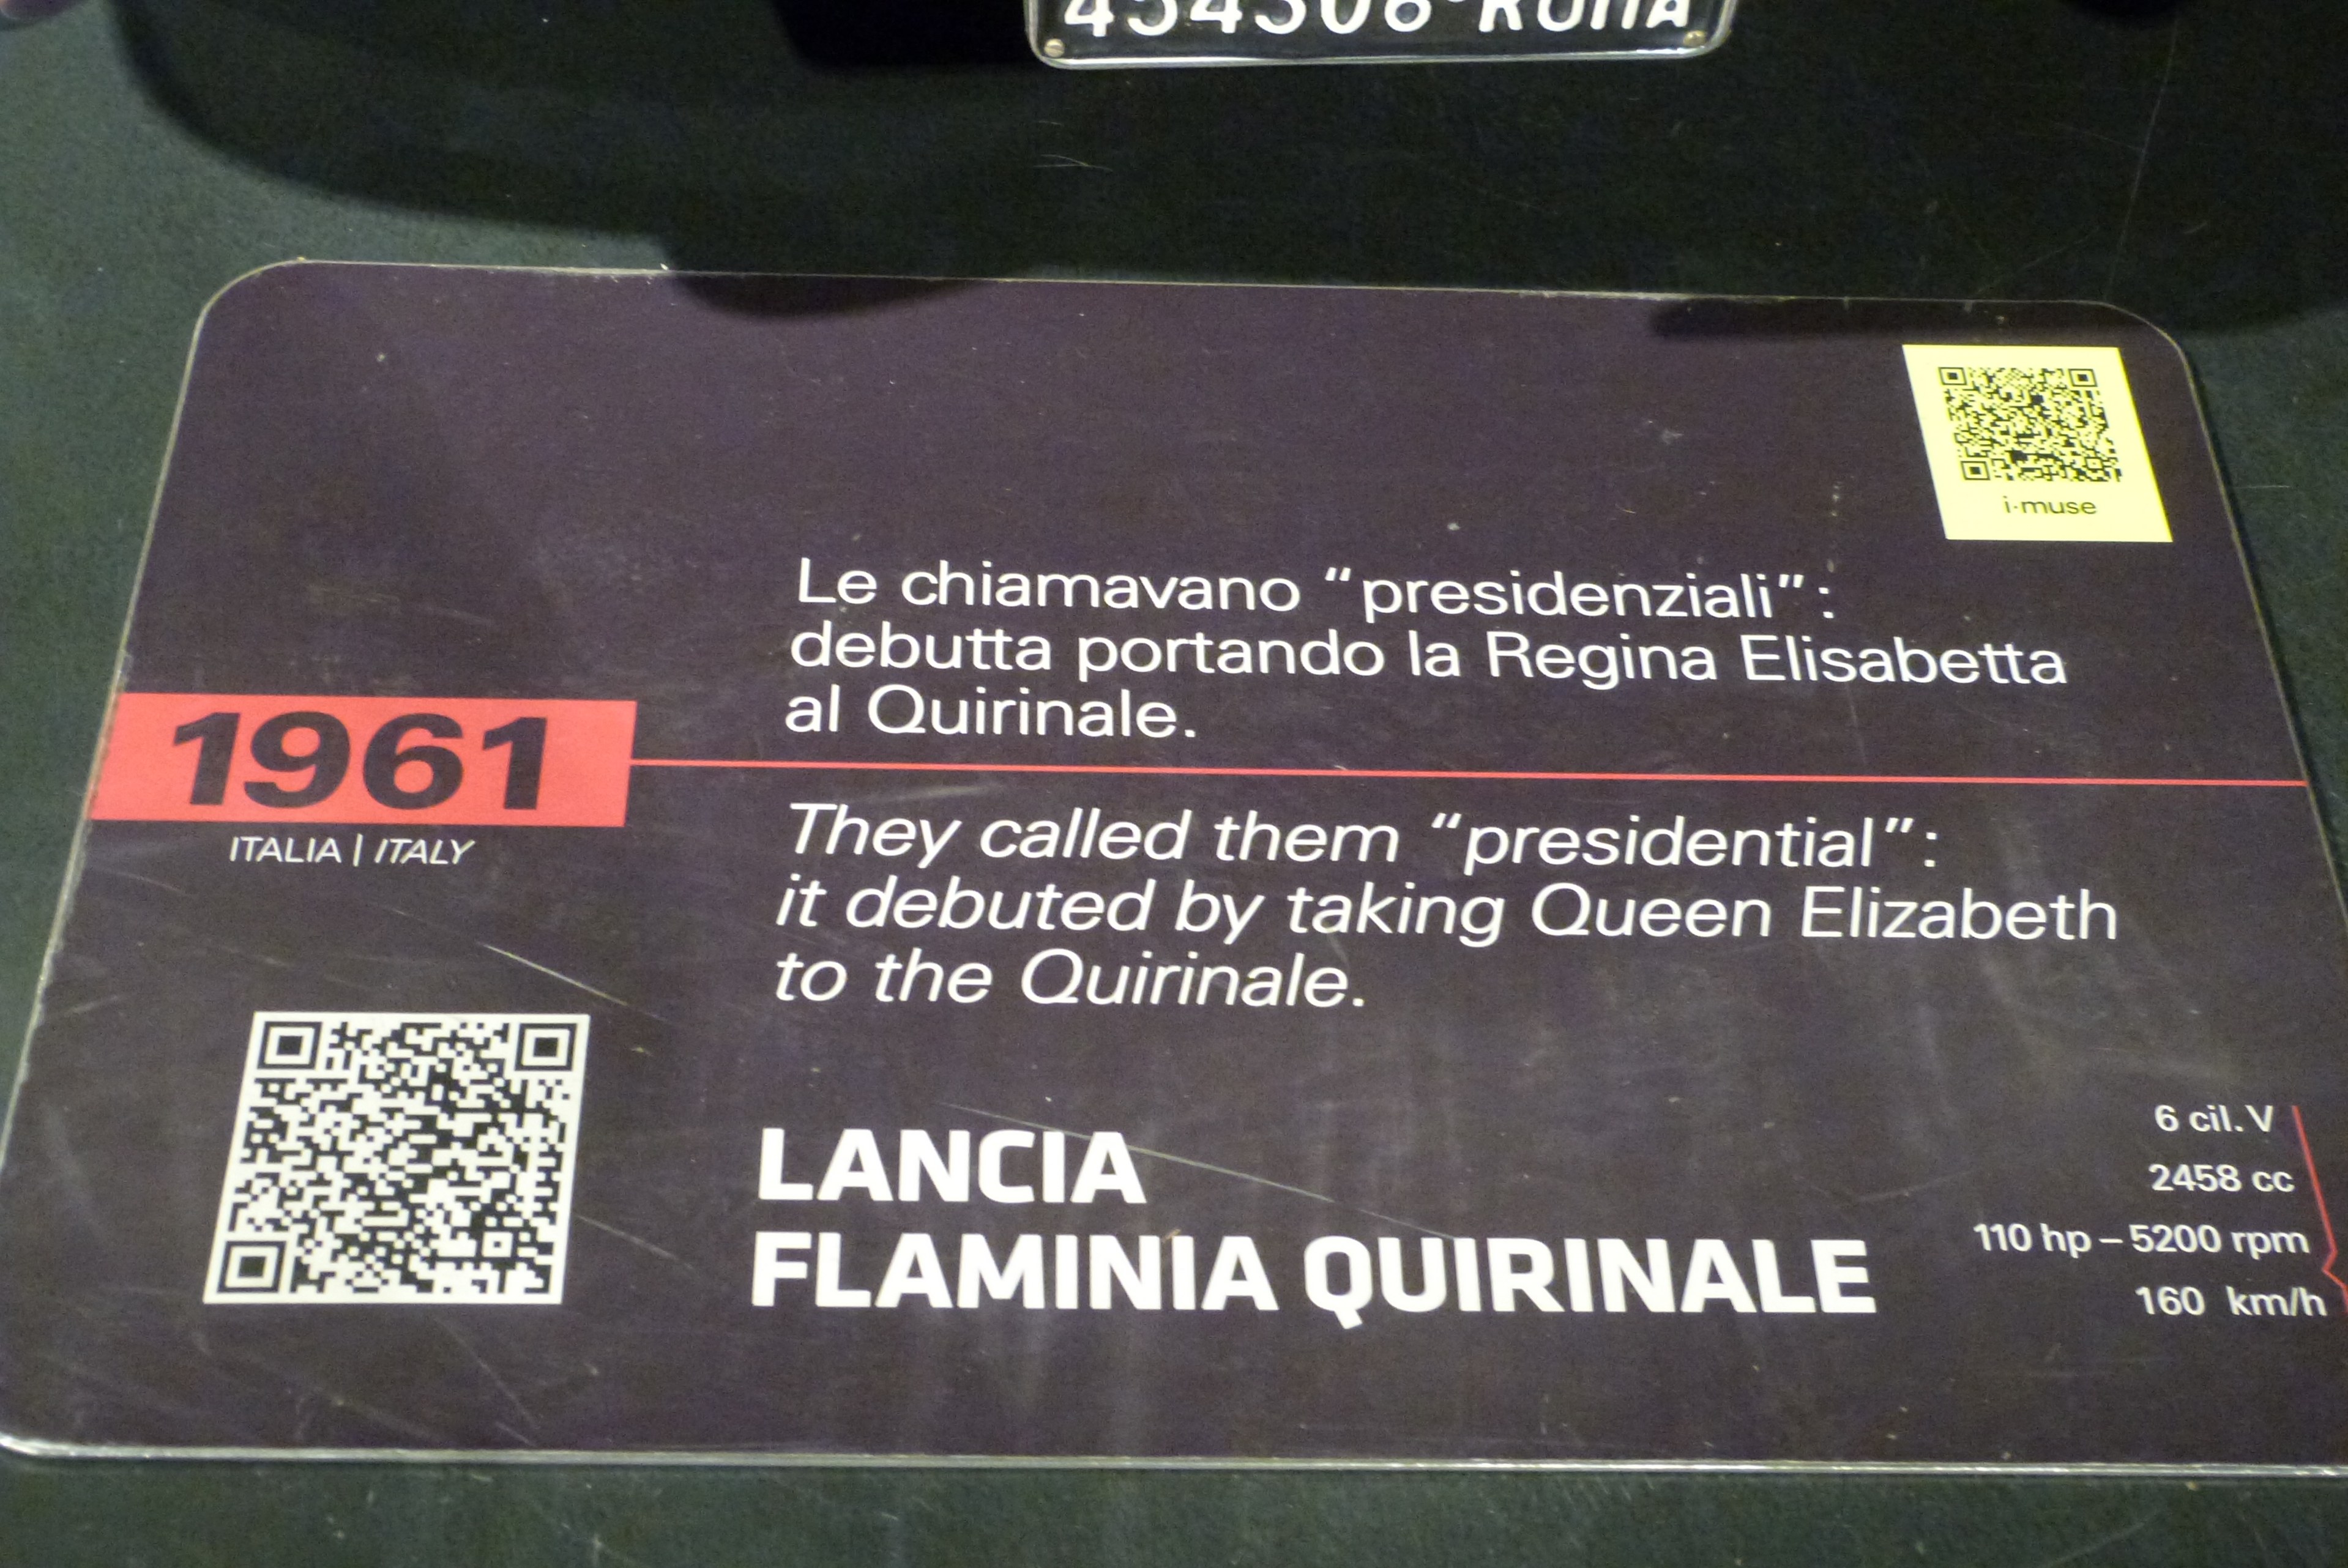 454308 ROMA
i·muse
Le chiamavano “presidenziali”:
debutta portando la Regina Elisabetta
al Quirinale.
1961
ITALIA | ITALY
They called them “presidential”:
it debuted by taking Queen Elizabeth
to the Quirinale.
LANCIA
FLAMINIA QUIRINALE
6 cil. V
2458 cc
110 hp – 5200 rpm
160 km/h